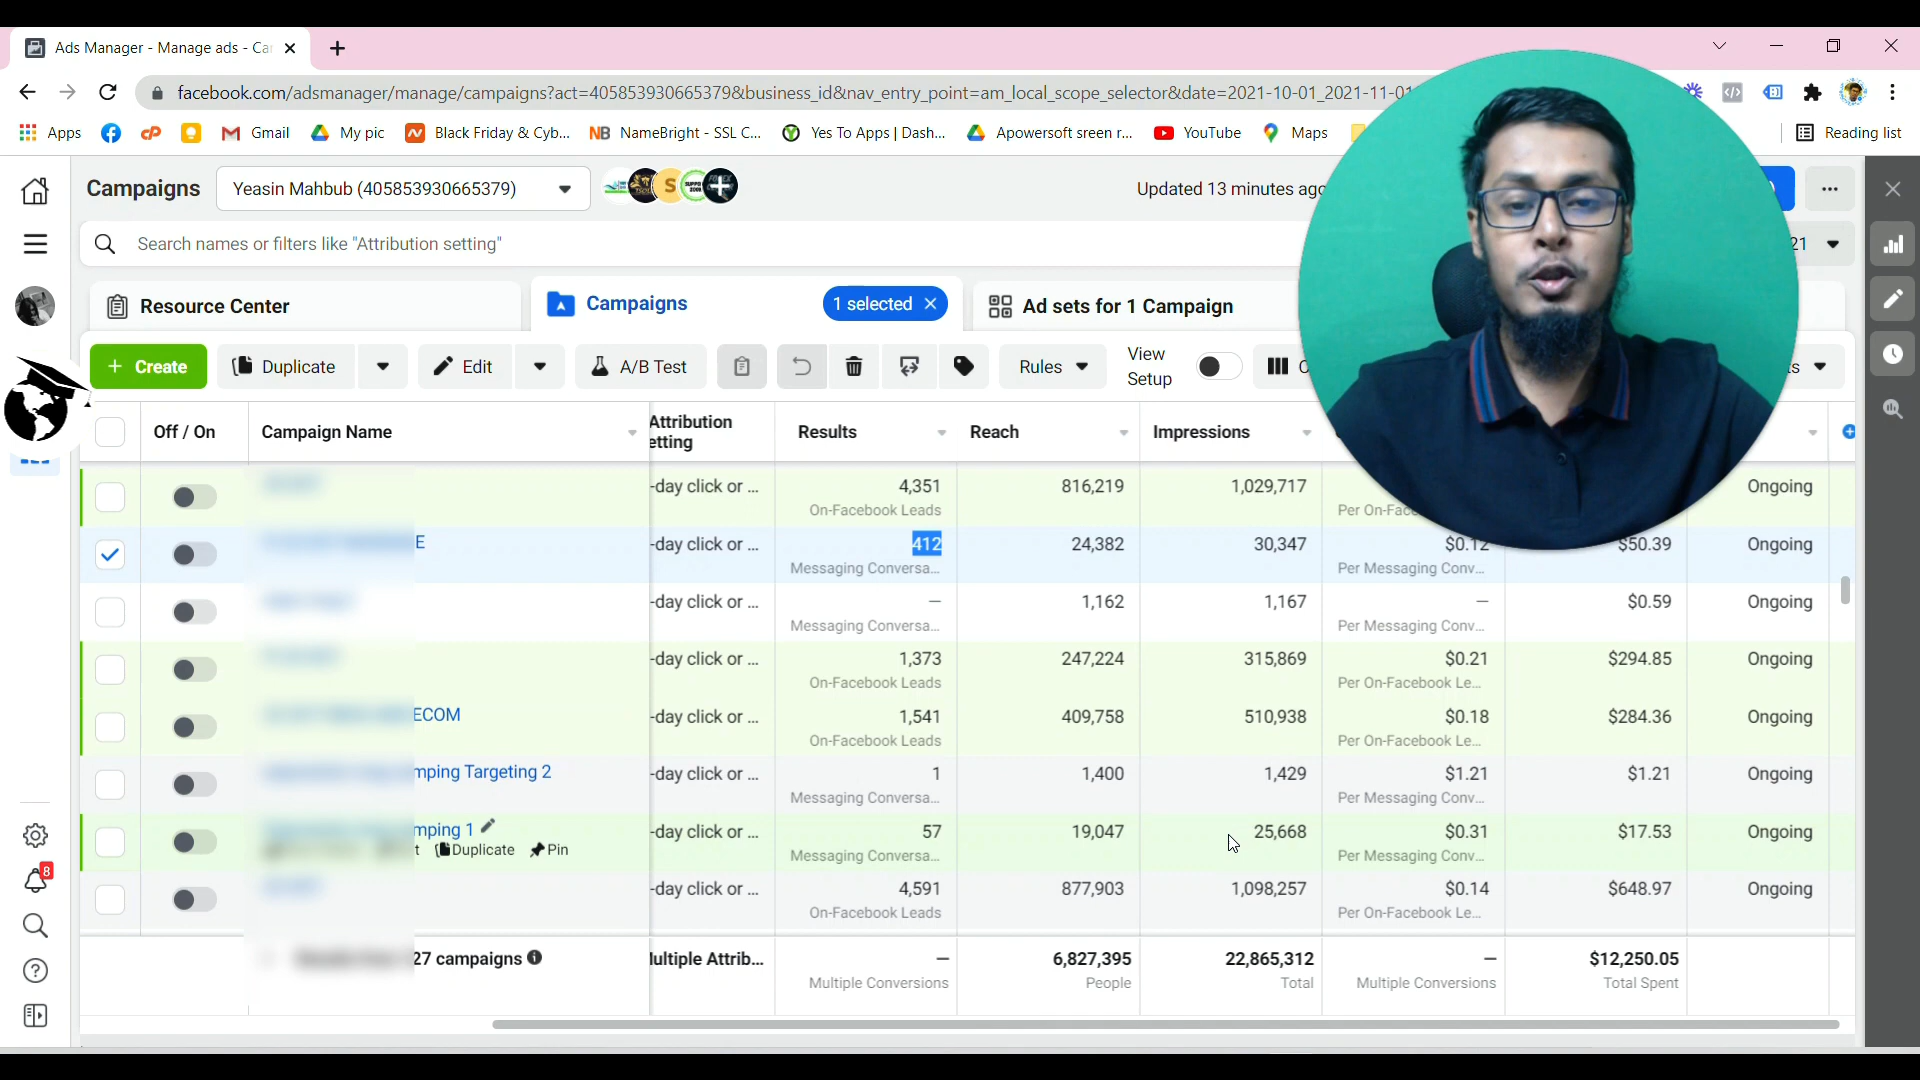 Ads Manager - Manage ads - Ca
facebook.com/adsmanager/manage/campaigns?act=405853930665379&business_id&nav_entry_point=am_local_scope_selector&date=2021-10-01_2021-11-01
Apps Gmail My pic Black Friday & Cyb... NameBright - SSL C... Yes To Apps | Dash... Apowersoft sreen r... YouTube Maps Reading list
Campaigns Yeasin Mahbub (405853930665379) Updated 13 minutes ago
Search names or filters like "Attribution setting" 21
Resource Center Campaigns 1 selected Ad sets for 1 Campaign
+ Create Duplicate Edit A/B Test Rules View Setup
Off / On Campaign Name Attribution etting Results Reach Impressions
-day click or ... 4,351 816,219 1,029,717 Ongoing
On-Facebook Leads Per On-Fac
E -day click or ... 412 24,382 30,347 $0.12 $50.39 Ongoing
Messaging Conversa... Per Messaging Conv...
-day click or ... — 1,162 1,167 — $0.59 Ongoing
Messaging Conversa... Per Messaging Conv...
-day click or ... 1,373 247,224 315,869 $0.21 $294.85 Ongoing
On-Facebook Leads Per On-Facebook Le...
ECOM -day click or ... 1,541 409,758 510,938 $0.18 $284.36 Ongoing
On-Facebook Leads Per On-Facebook Le...
mping Targeting 2 -day click or ... 1 1,400 1,429 $1.21 $1.21 Ongoing
Messaging Conversa... Per Messaging Conv...
mping 1 -day click or ... 57 19,047 25,668 $0.31 $17.53 Ongoing
t Duplicate Pin Messaging Conversa... Per Messaging Conv...
-day click or ... 4,591 877,903 1,098,257 $0.14 $648.97 Ongoing
On-Facebook Leads Per On-Facebook Le...
8
27 campaigns lultiple Attrib... — 6,827,395 22,865,312 — $12,250.05
Multiple Conversions People Total Multiple Conversions Total Spent